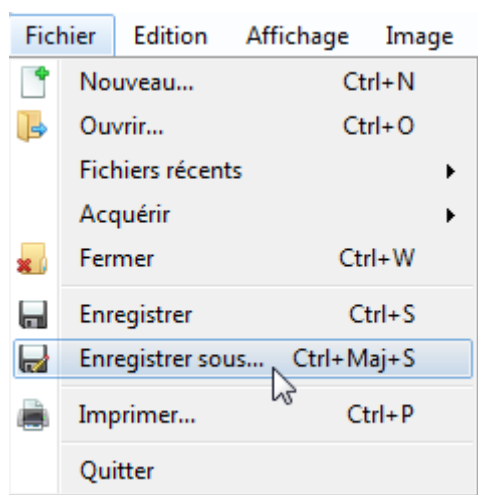 Fichier Edition Affichage Image
Nouveau... Ctrl+N
Ouvrir... Ctrl+O
Fichiers récents
Acquérir
Fermer Ctrl+W
Enregistrer Ctrl+S
Enregistrer sous... Ctrl+Maj+S
Imprimer... Ctrl+P
Quitter